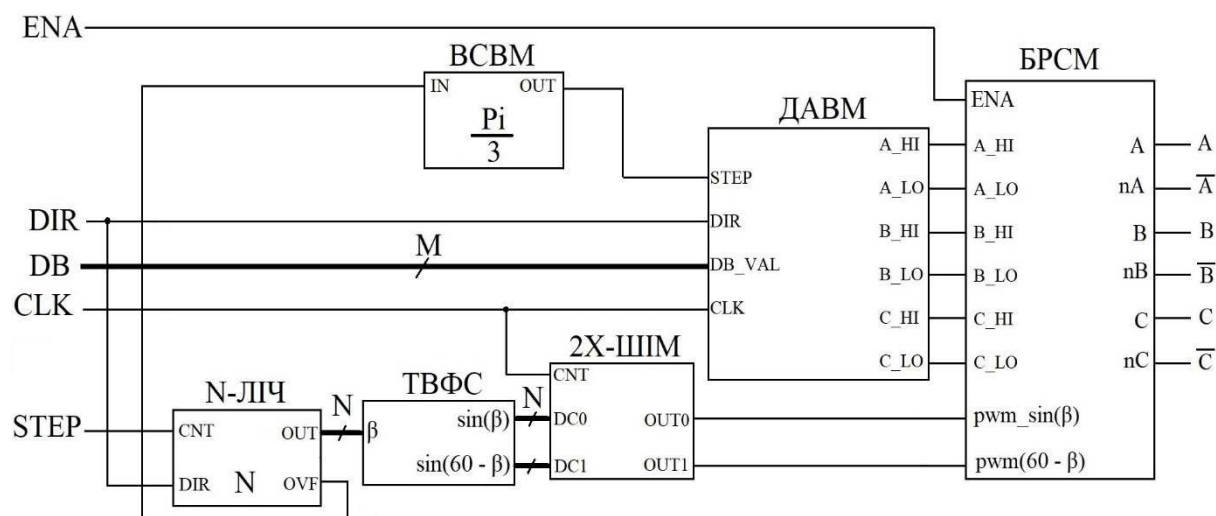 ENA
ВСВМ
IN OUT
Pi
3
ДАВМ
STEP
DIR
DB_VAL
CLK
A_HI
A_LO
B_HI
B_LO
C_HI
C_LO
БРСМ
ENA
A_HI
A_LO
B_HI
B_LO
C_HI
C_LO
pwm_sin(β)
pwm(60 - β)
A
nA
B
nB
C
nC
A
A̅
B
B̅
C
C̅
DIR
DB
M
CLK
STEP
N-ЛІЧ
CNT OUT
DIR N OVF
N
ТВФС
β sin(β)
sin(60 - β)
N
2X-ШІМ
CNT
DC0 OUT0
DC1 OUT1